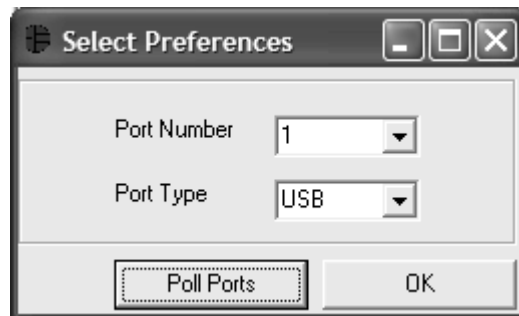 Select Preferences
Port Number 1
Port Type USB
Poll Ports OK